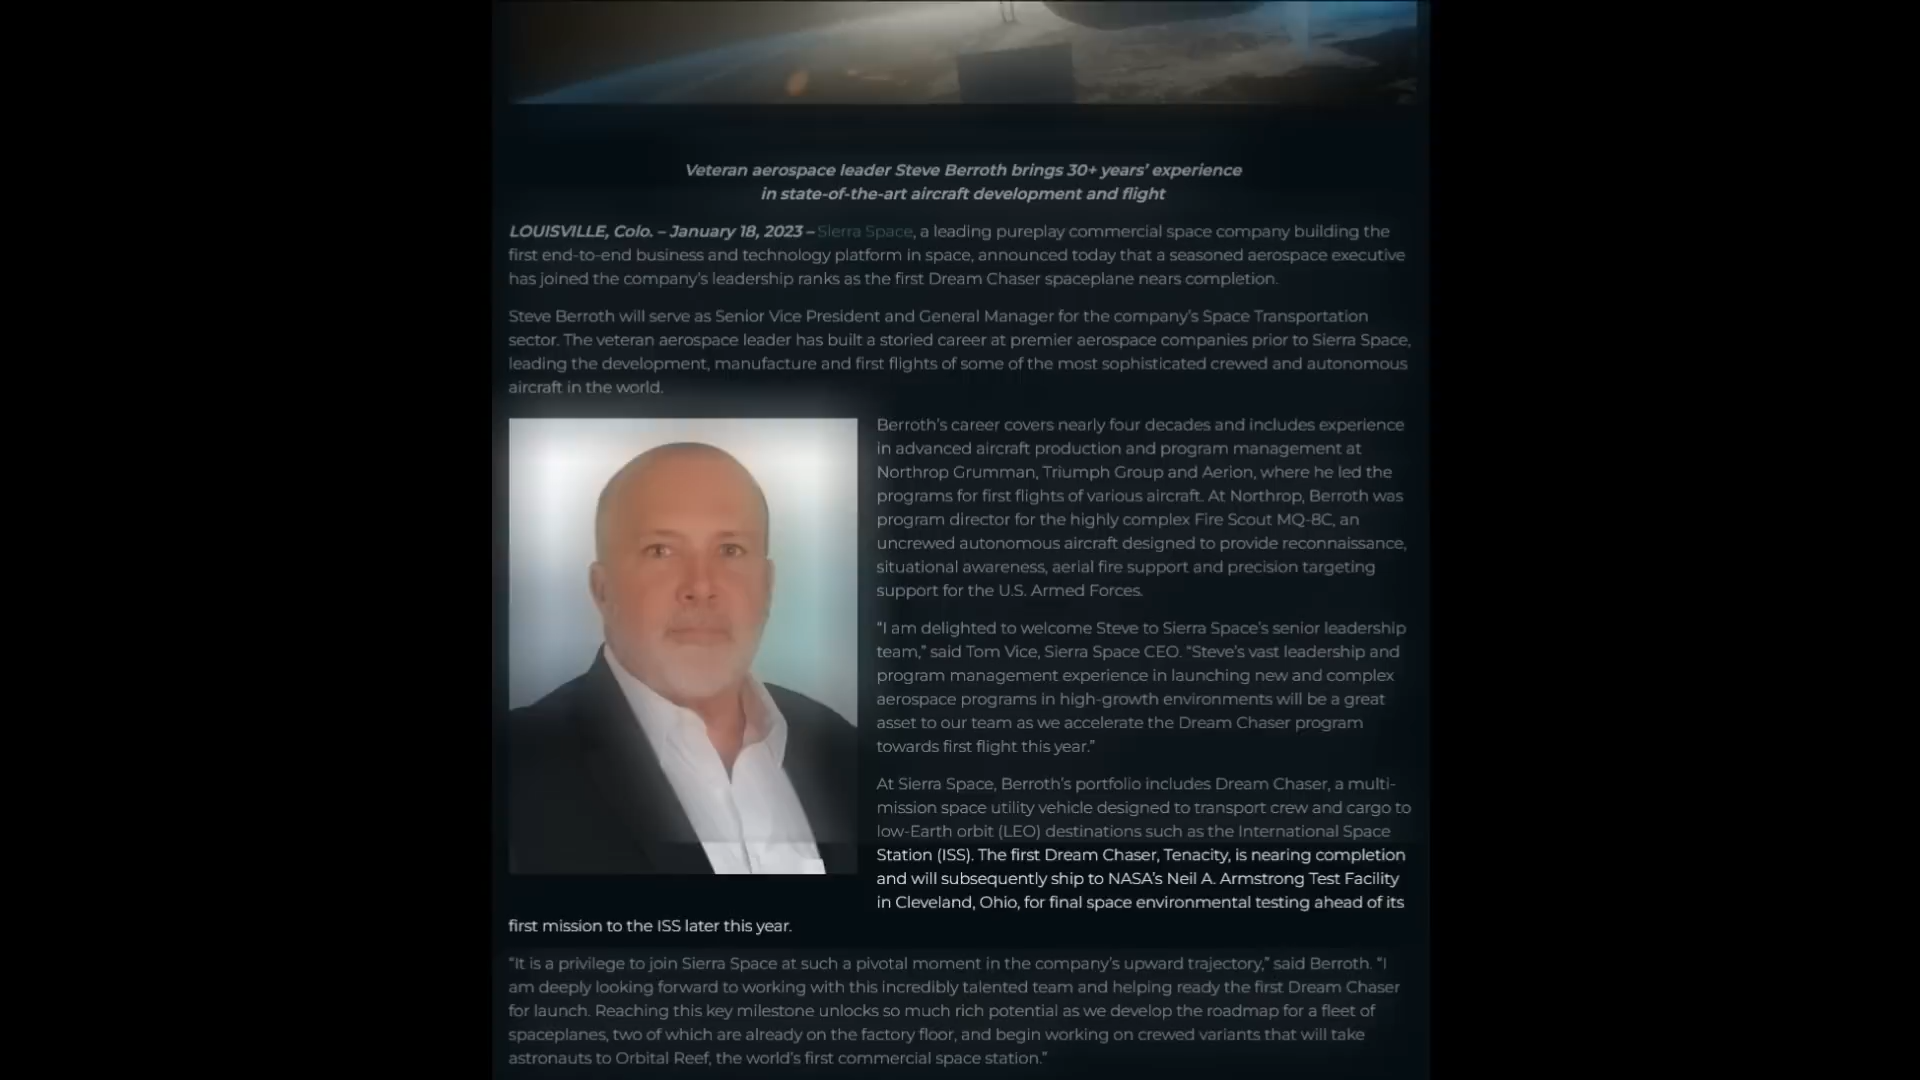 Veteran aerospace leader Steve Berroth brings 30+ years’ experience
in state-of-the-art aircraft development and flight
LOUISVILLE, Colo. – January 18, 2023 – Sierra Space, a leading pureplay commercial space company building the
first end-to-end business and technology platform in space, announced today that a seasoned aerospace executive
has joined the company’s leadership ranks as the first Dream Chaser spaceplane nears completion.
Steve Berroth will serve as Senior Vice President and General Manager for the company’s Space Transportation
sector. The veteran aerospace leader has built a storied career at premier aerospace companies prior to Sierra Space,
leading the development, manufacture and first flights of some of the most sophisticated crewed and autonomous
aircraft in the world.
Berroth’s career covers nearly four decades and includes experience
in advanced aircraft production and program management at
Northrop Grumman, Triumph Group and Aerion, where he led the
programs for first flights of various aircraft. At Northrop, Berroth was
program director for the highly complex Fire Scout MQ-8C, an
uncrewed autonomous aircraft designed to provide reconnaissance,
situational awareness, aerial fire support and precision targeting
support for the U.S. Armed Forces.
“I am delighted to welcome Steve to Sierra Space’s senior leadership
team,” said Tom Vice, Sierra Space CEO. “Steve’s vast leadership and
program management experience in launching new and complex
aerospace programs in high-growth environments will be a great
asset to our team as we accelerate the Dream Chaser program
towards first flight this year.”
At Sierra Space, Berroth’s portfolio includes Dream Chaser, a multi-
mission space utility vehicle designed to transport crew and cargo to
low-Earth orbit (LEO) destinations such as the International Space
Station (ISS). The first Dream Chaser, Tenacity, is nearing completion
and will subsequently ship to NASA’s Neil A. Armstrong Test Facility
in Cleveland, Ohio, for final space environmental testing ahead of its
first mission to the ISS later this year.
“It is a privilege to join Sierra Space at such a pivotal moment in the company’s upward trajectory,” said Berroth. “I
am deeply looking forward to working with this incredibly talented team and helping ready the first Dream Chaser
for launch. Reaching this key milestone unlocks so much rich potential as we develop the roadmap for a fleet of
spaceplanes, two of which are already on the factory floor, and begin working on crewed variants that will take
astronauts to Orbital Reef, the world’s first commercial space station.”